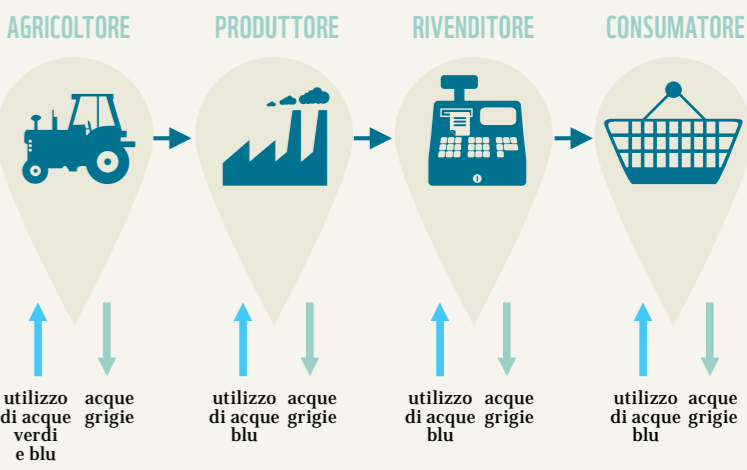 AGRICOLTORE
PRODUTTORE
RIVENDITORE
CONSUMATORE
utilizzo
di acque
verdi
e blu
acque
grigie
utilizzo
di acque
blu
acque
grigie
utilizzo
di acque
blu
acque
grigie
utilizzo
di acque
blu
acque
grigie